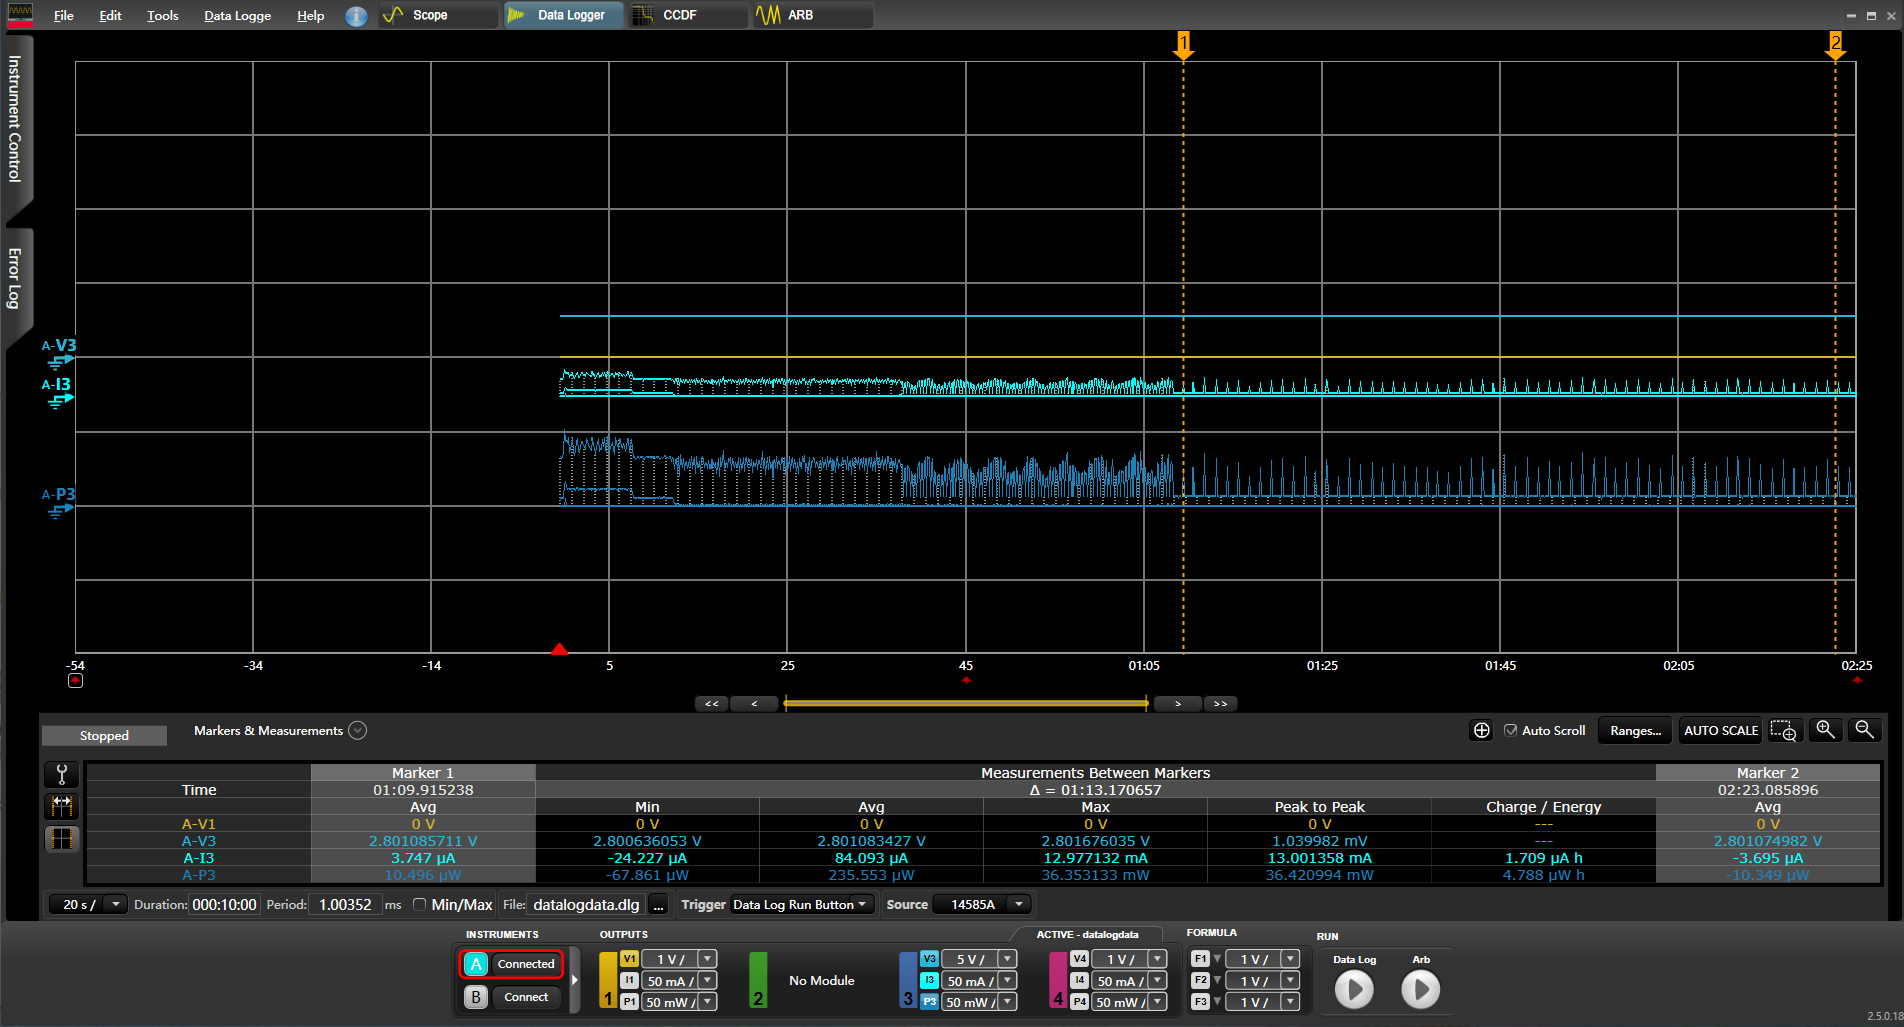 File Edit Tools Data Logge Help Scope Data Logger CCDF ARB
1 2
Instrument Control
Error Log
A-V3
A-I3
A-P3
-54 -34 -14 5 25 45 01:05 01:25 01:45 02:05 02:25
<< < > >>
Stopped Markers & Measurements Auto Scroll Ranges... AUTO SCALE
Marker 1 Measurements Between Markers Marker 2
Time 01:09.915238 Δ = 01:13.170657 02:23.085896
Avg Min Avg Max Peak to Peak Charge / Energy Avg
A-V1 0 V 0 V 0 V 0 V 0 V --- 0 V
A-V3 2.801085711 V 2.800636053 V 2.801083427 V 2.801676035 V 1.039982 mV --- 2.801074982 V
A-I3 3.747 µA -24.227 µA 84.093 µA 12.977132 mA 13.001358 mA 1.709 µA h -3.695 µA
A-P3 10.496 µW -67.861 µW 235.553 µW 36.353133 mW 36.420994 mW 4.788 µW h -10.349 µW
20 s / Duration: 000:10:00 Period: 1.00352 ms Min/Max File: datalogdata.dlg ... Trigger Data Log Run Button Source 14585A
INSTRUMENTS OUTPUTS ACTIVE - datalogdata FORMULA RUN
A Connected V1 1 V / V3 5 V / V4 1 V / F1 1 V / Data Log Arb
I1 50 mA / No Module I3 50 mA / I4 50 mA / F2 1 V /
B Connect 1 P1 50 mW / 2 3 P3 50 mW / 4 P4 50 mW / F3 1 V /
2.5.0.18